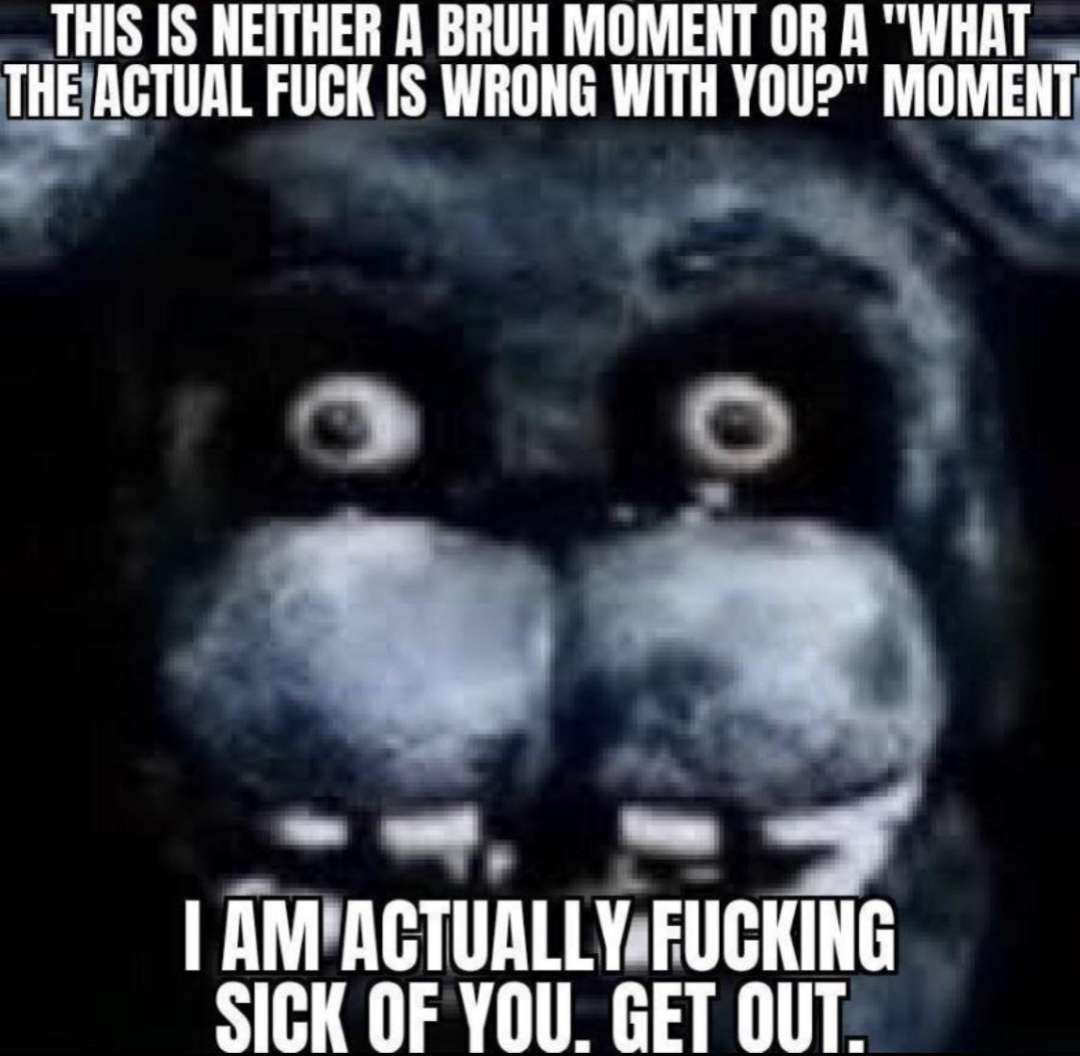 THIS IS NEITHER A BRUH MOMENT OR A "WHAT
THE ACTUAL FUCK IS WRONG WITH YOU?" MOMENT
I AM ACTUALLY FUCKING
SICK OF YOU. GET OUT.